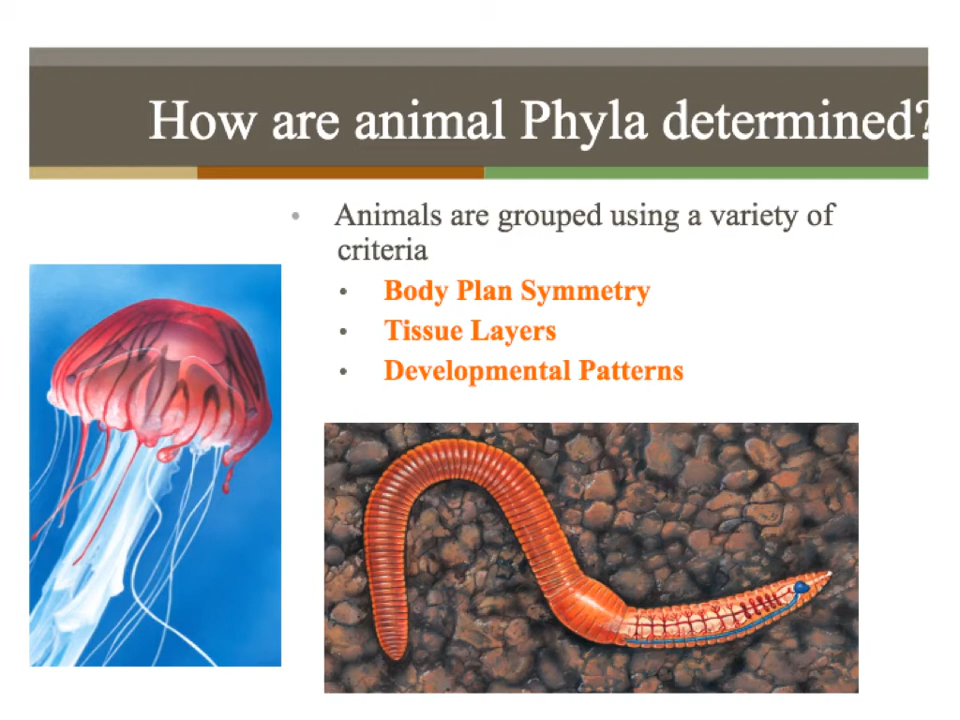 How are animal Phyla determined?
• Animals are grouped using a variety of
criteria
• Body Plan Symmetry
• Tissue Layers
• Developmental Patterns